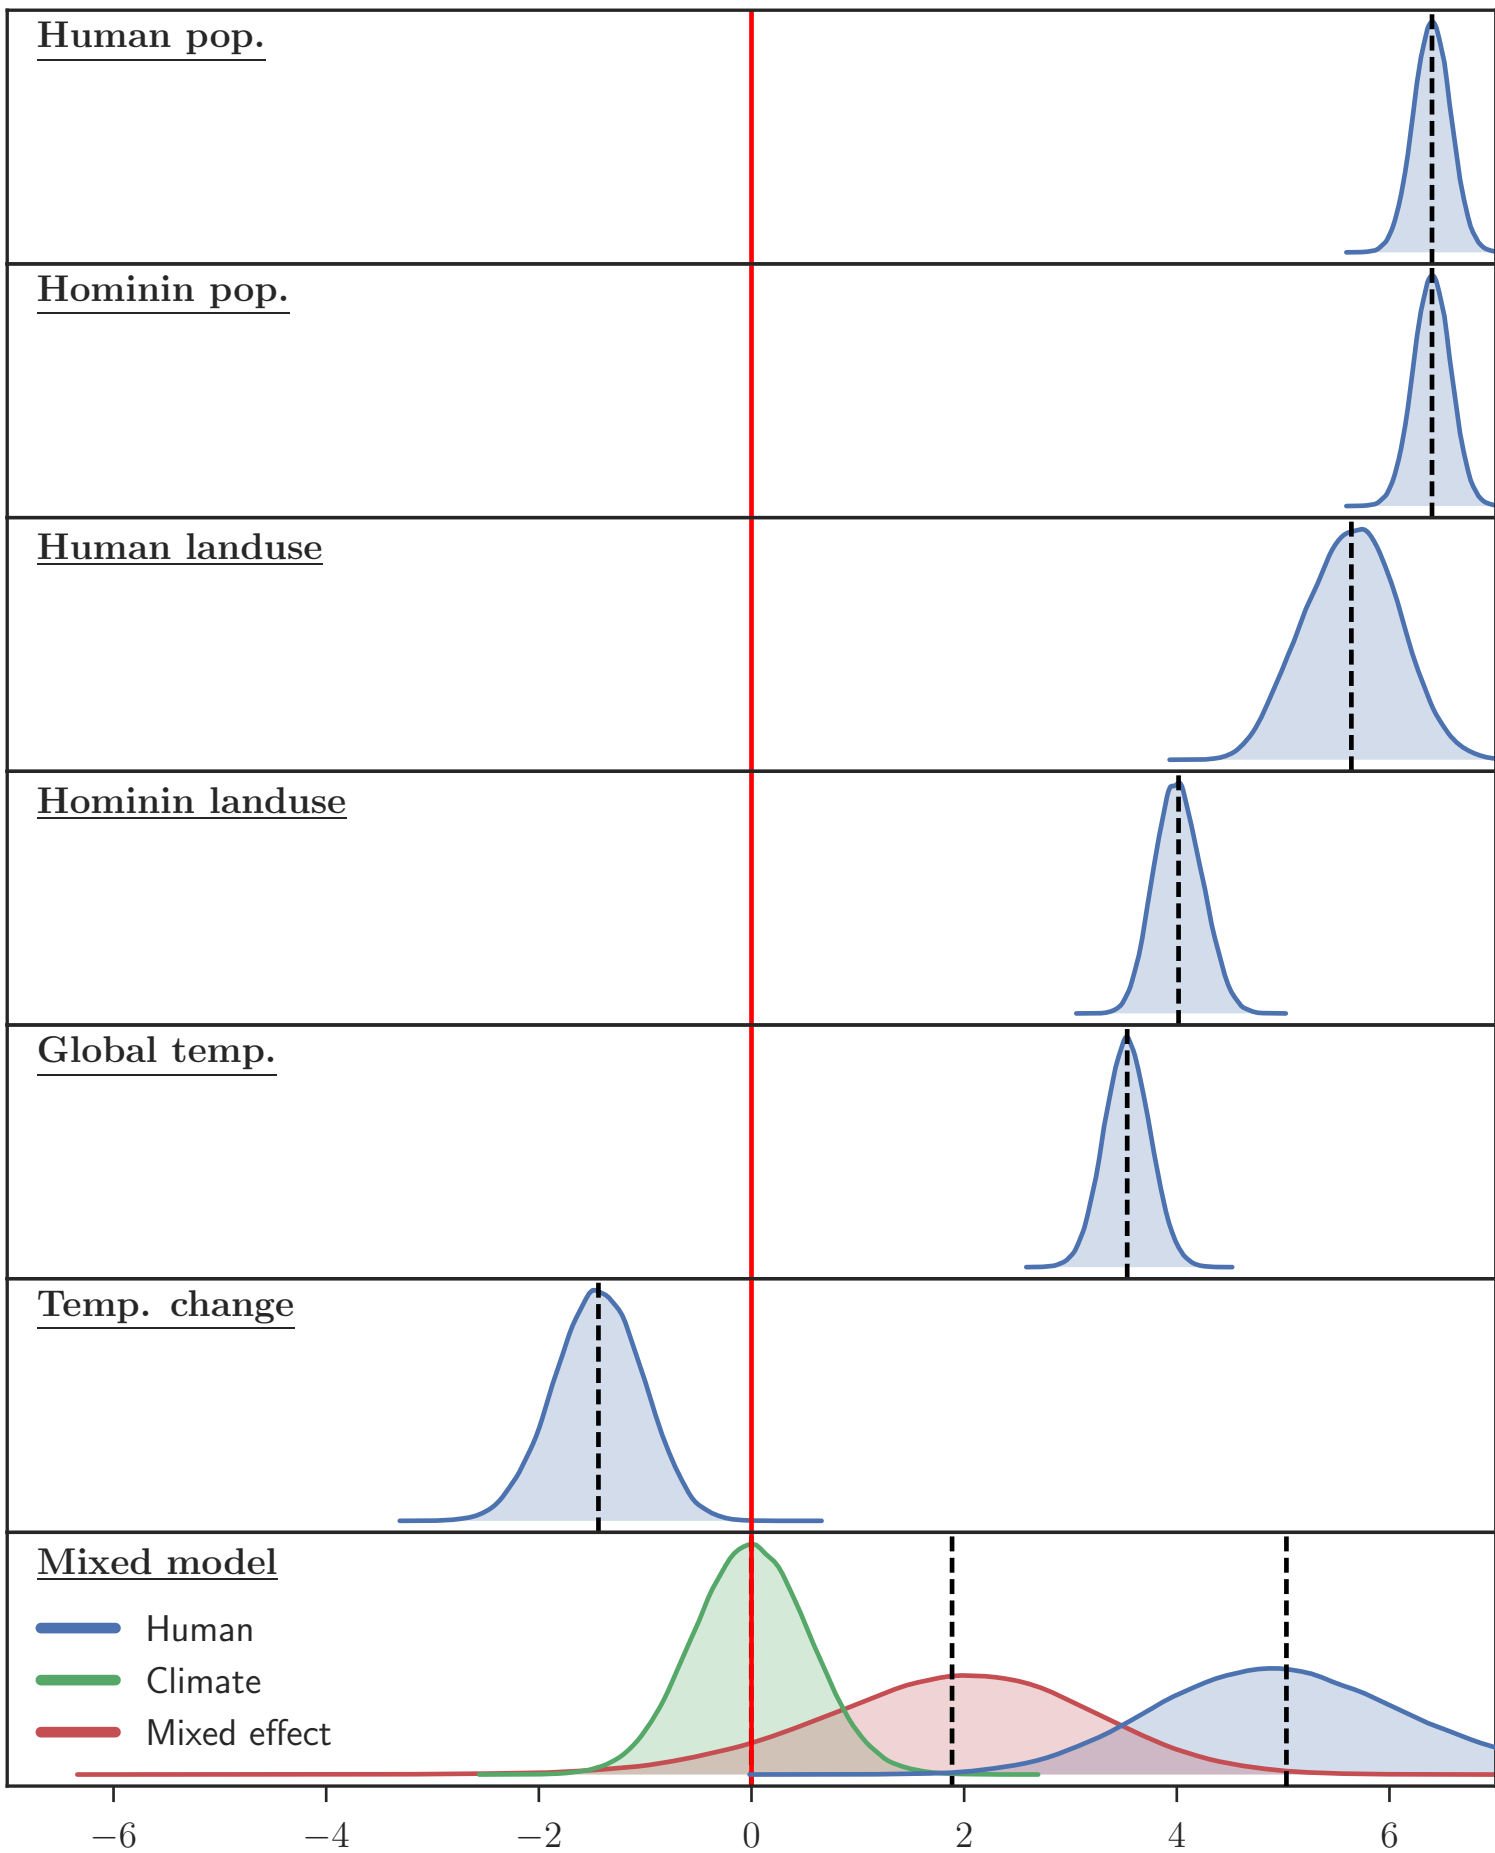 Human pop.
Hominin pop.
Human landuse
Hominin landuse
Global temp.
Temp. change
Mixed model
Human
Climate
Mixed effect
−6 −4 −2 0 2 4 6